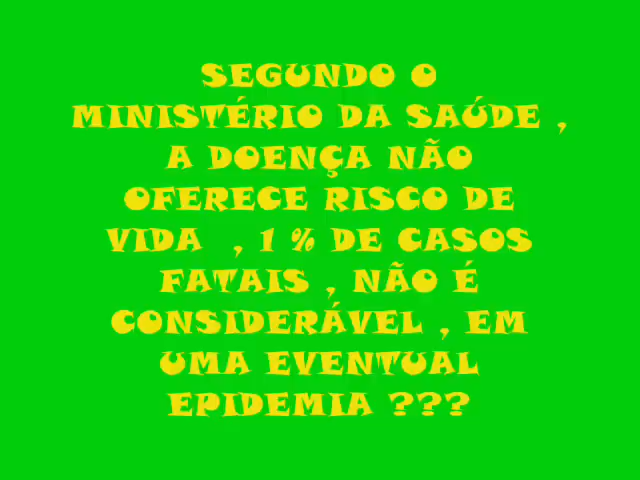 SEGUNDO O
MINISTÉRIO DA SAÚDE ,
A DOENÇA NÃO
OFERECE RISCO DE
VIDA , 1 % DE CASOS
FATAIS , NÃO É
CONSIDERÁVEL , EM
UMA EVENTUAL
EPIDEMIA ???